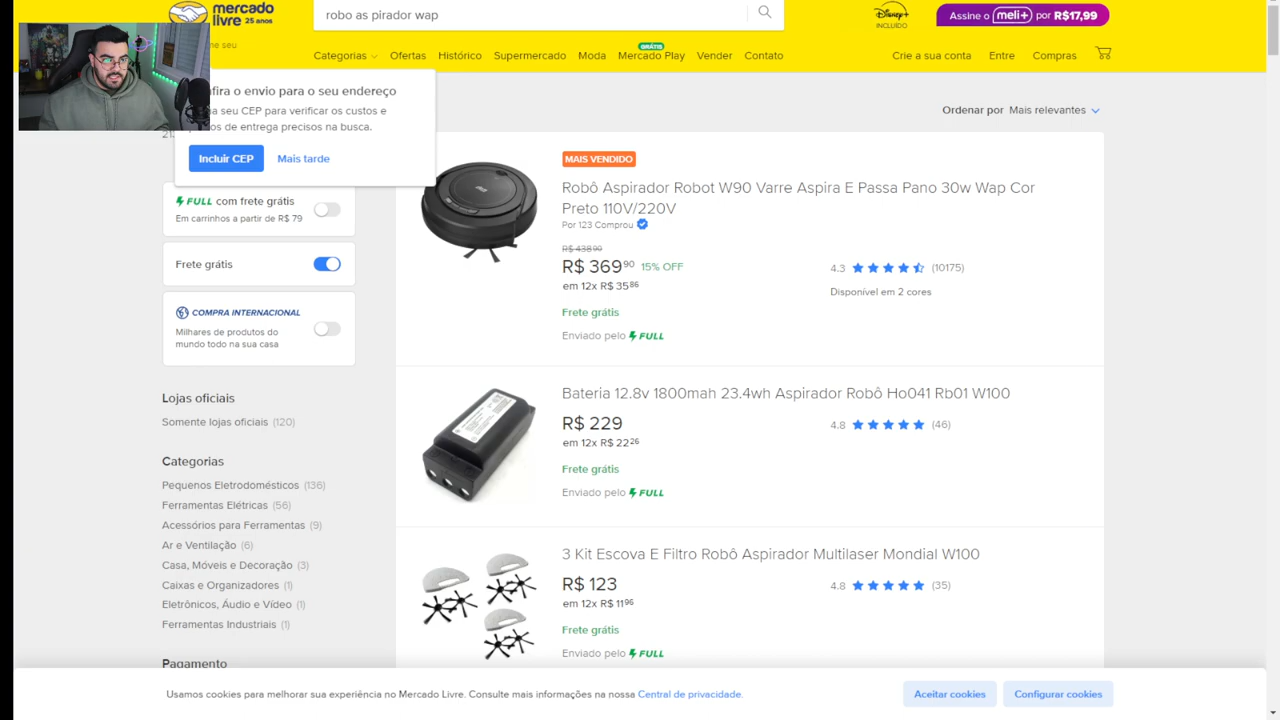 mercado
livre
25 anos
robo as pirador wap
Disney+
INCLUÍDO
Assine o meli+ por R$17,99
me seu
Categorias
Ofertas
Histórico
Supermercado
Moda
GRÁTIS
Mercado Play
Vender
Contato
Crie a sua conta
Entre
Compras
fira o envio para o seu endereço
seu CEP para verificar os custos e
de entrega precisos na busca.
Incluir CEP
Mais tarde
Ordenar por Mais relevantes
FULL com frete grátis
Em carrinhos a partir de R$ 79
Frete grátis
COMPRA INTERNACIONAL
Milhares de produtos do
mundo todo na sua casa
Lojas oficiais
Somente lojas oficiais (120)
Categorias
Pequenos Eletrodomésticos (136)
Ferramentas Elétricas (56)
Acessórios para Ferramentas (9)
Ar e Ventilação (6)
Casa, Móveis e Decoração (3)
Caixas e Organizadores (1)
Eletrônicos, Áudio e Vídeo (1)
Ferramentas Industriais (1)
Pagamento
MAIS VENDIDO
Robô Aspirador Robot W90 Varre Aspira E Passa Pano 30w Wap Cor
Preto 110V/220V
Por 123 Comprou
R$ 438 90
R$ 369 90 15% OFF
em 12x R$ 35 86
4.3 (10175)
Disponível em 2 cores
Frete grátis
Enviado pelo FULL
Bateria 12.8v 1800mah 23.4wh Aspirador Robô Ho041 Rb01 W100
R$ 229
em 12x R$ 22 26
4.8 (46)
Frete grátis
Enviado pelo FULL
3 Kit Escova E Filtro Robô Aspirador Multilaser Mondial W100
R$ 123
em 12x R$ 11 96
4.8 (35)
Frete grátis
Enviado pelo FULL
Usamos cookies para melhorar sua experiência no Mercado Livre. Consulte mais informações na nossa Central de privacidade.
Aceitar cookies
Configurar cookies